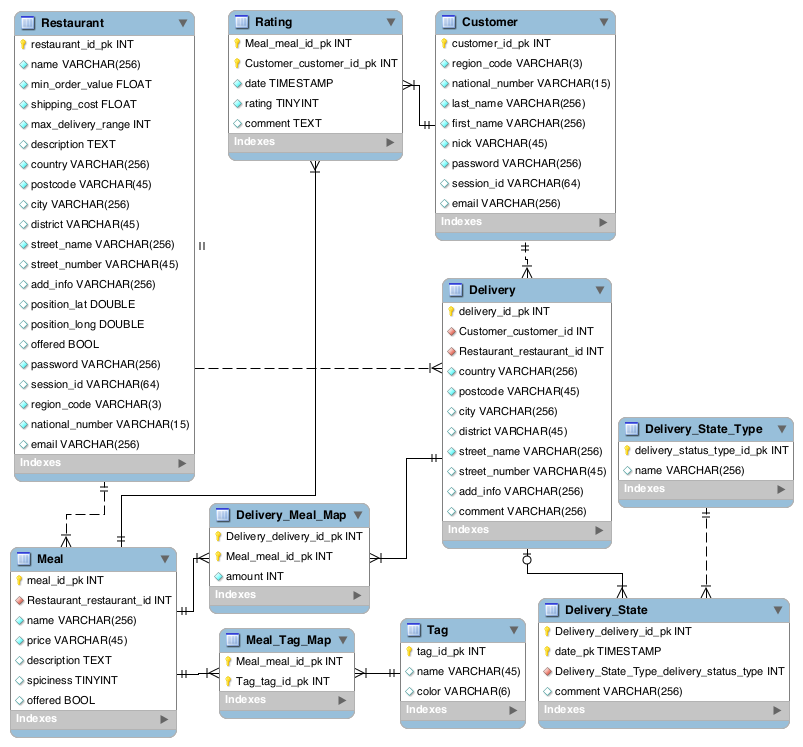 Restaurant
restaurant_id_pk INT
name VARCHAR(256)
min_order_value FLOAT
shipping_cost FLOAT
max_delivery_range INT
description TEXT
country VARCHAR(256)
postcode VARCHAR(45)
city VARCHAR(256)
district VARCHAR(45)
street_name VARCHAR(256)
street_number VARCHAR(45)
add_info VARCHAR(256)
position_lat DOUBLE
position_long DOUBLE
offered BOOL
password VARCHAR(256)
session_id VARCHAR(64)
region_code VARCHAR(3)
national_number VARCHAR(15)
email VARCHAR(256)
Indexes
Rating
Meal_meal_id_pk INT
Customer_customer_id_pk INT
date TIMESTAMP
rating TINYINT
comment TEXT
Indexes
Customer
customer_id_pk INT
region_code VARCHAR(3)
national_number VARCHAR(15)
last_name VARCHAR(256)
first_name VARCHAR(256)
nick VARCHAR(45)
password VARCHAR(256)
session_id VARCHAR(64)
email VARCHAR(256)
Indexes
Delivery
delivery_id_pk INT
Customer_customer_id INT
Restaurant_restaurant_id INT
country VARCHAR(256)
postcode VARCHAR(45)
city VARCHAR(256)
district VARCHAR(45)
street_name VARCHAR(256)
street_number VARCHAR(45)
add_info VARCHAR(256)
comment VARCHAR(256)
Indexes
Delivery_State_Type
delivery_status_type_id_pk INT
name VARCHAR(256)
Indexes
Delivery_Meal_Map
Delivery_delivery_id_pk INT
Meal_meal_id_pk INT
amount INT
Indexes
Meal
meal_id_pk INT
Restaurant_restaurant_id INT
name VARCHAR(256)
price VARCHAR(45)
description TEXT
spiciness TINYINT
offered BOOL
Indexes
Meal_Tag_Map
Meal_meal_id_pk INT
Tag_tag_id_pk INT
Indexes
Tag
tag_id_pk INT
name VARCHAR(45)
color VARCHAR(6)
Indexes
Delivery_State
Delivery_delivery_id_pk INT
date_pk TIMESTAMP
Delivery_State_Type_delivery_status_type INT
comment VARCHAR(256)
Indexes